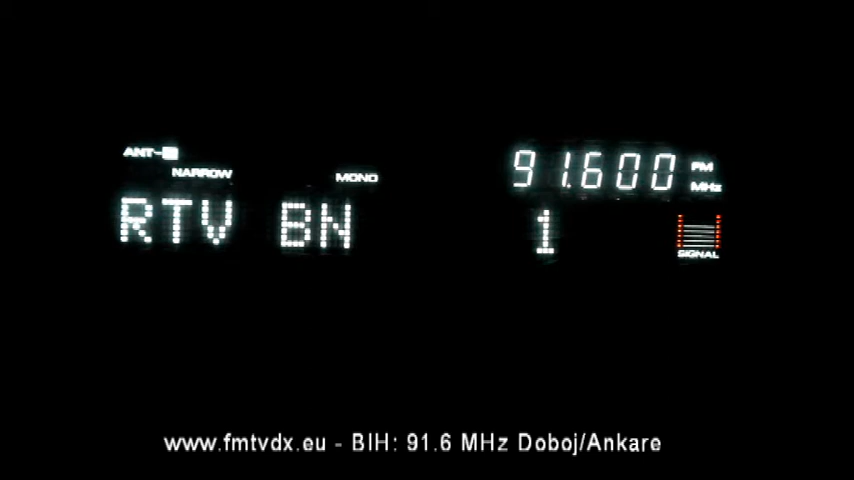 ANT-
NARROW
MONO
RTV BN
91.600 FM MHz
1
SIGNAL
www.fmtvdx.eu - BIH: 91.6 MHz Doboj/Ankare